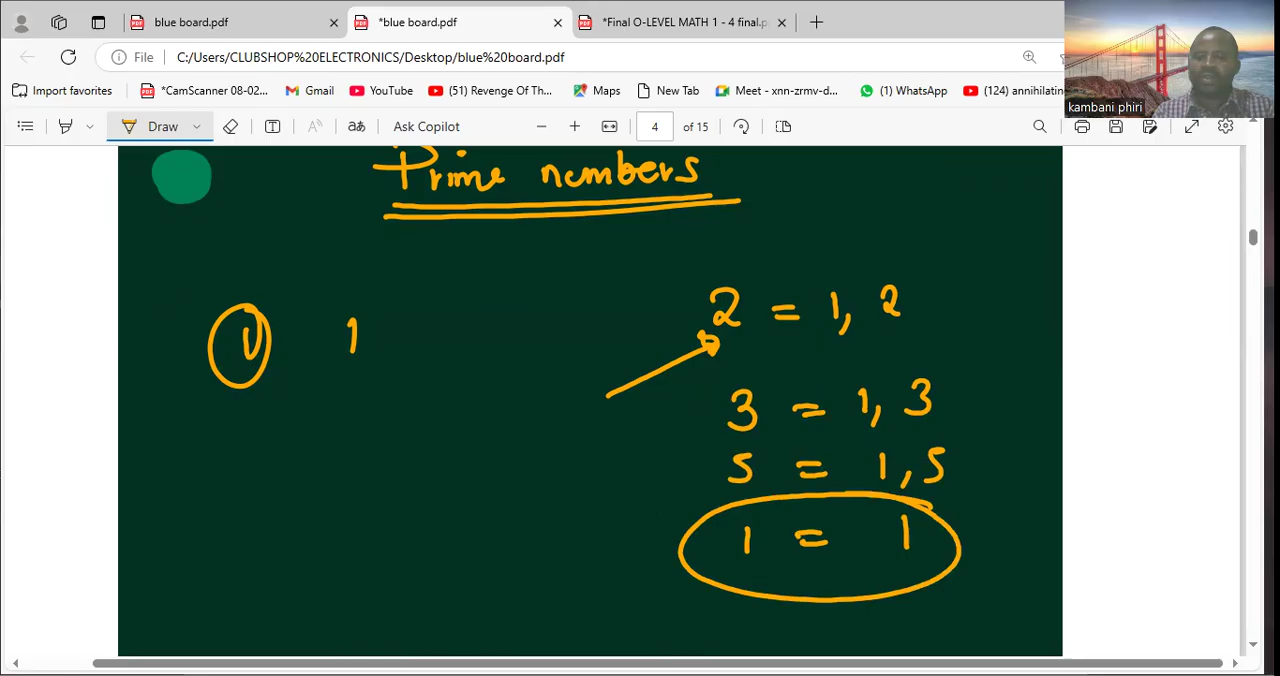 blue board.pdf
*blue board.pdf
*Final O-LEVEL MATH 1 - 4 final.p
File
C:/Users/CLUBSHOP%20ELECTRONICS/Desktop/blue%20board.pdf
Import favorites
*CamScanner 08-02...
Gmail
YouTube
(51) Revenge Of Th...
Maps
New Tab
Meet - xnn-zrmv-d...
(1) WhatsApp
(124) annihilating
kambani phiri
Draw
Ask Copilot
4 of 15
Prime numbers
1
2 = 1, 2
3 = 1, 3
5 = 1, 5
1 = 1